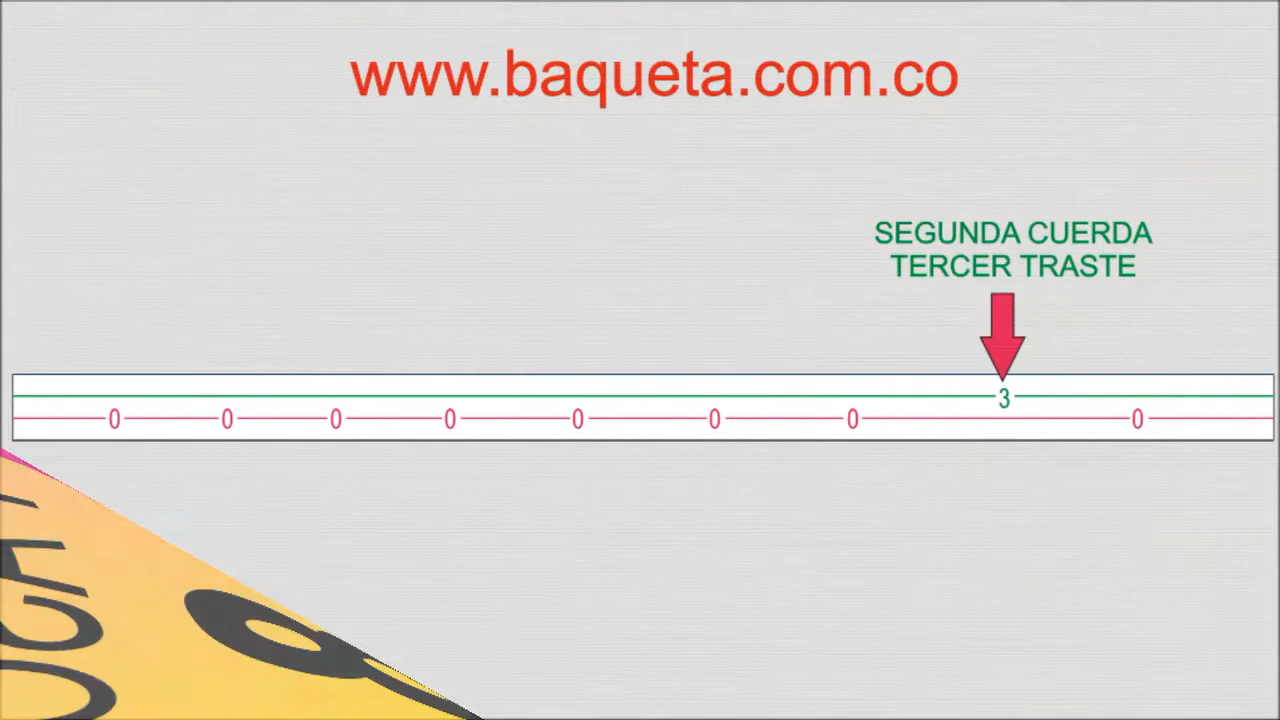 www.baqueta.com.co
SEGUNDA CUERDA
TERCER TRASTE
3
0 0 0 0 0 0 0 0